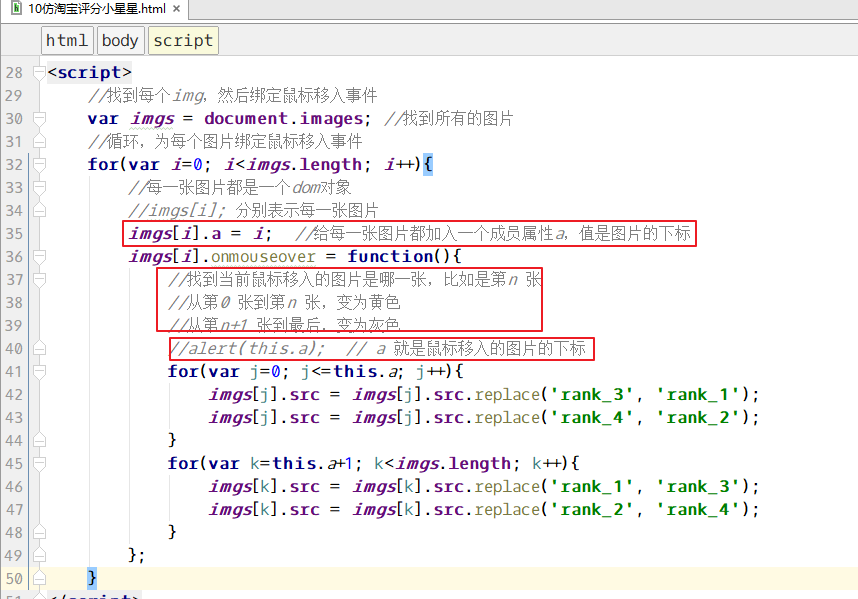 10仿淘宝评分小星星.html ×
html body script
28 <script>
29 //找到每个img，然后绑定鼠标移入事件
30 var imgs = document.images; //找到所有的图片
31 //循环，为每个图片绑定鼠标移入事件
32 for(var i=0; i<imgs.length; i++){
33 //每一张图片都是一个dom对象
34 //imgs[i]; 分别表示每一张图片
35 imgs[i].a = i; //给每一张图片都加入一个成员属性a，值是图片的下标
36 imgs[i].onmouseover = function(){
37 //找到当前鼠标移入的图片是哪一张，比如是第n 张
38 //从第0 张到第n 张，变为黄色
39 //从第n+1 张到最后，变为灰色
40 //alert(this.a); // a 就是鼠标移入的图片的下标
41 for(var j=0; j<=this.a; j++){
42 imgs[j].src = imgs[j].src.replace('rank_3', 'rank_1');
43 imgs[j].src = imgs[j].src.replace('rank_4', 'rank_2');
44 }
45 for(var k=this.a+1; k<imgs.length; k++){
46 imgs[k].src = imgs[k].src.replace('rank_1', 'rank_3');
47 imgs[k].src = imgs[k].src.replace('rank_2', 'rank_4');
48 }
49 };
50 }
51 </script>